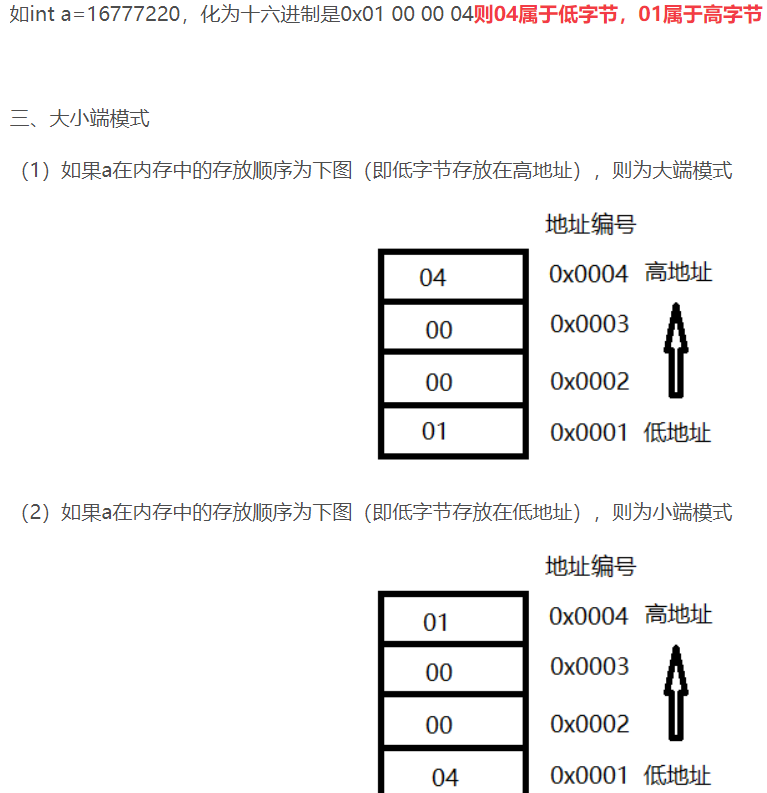 如int a=16777220，化为十六进制是0x01 00 00 04则04属于低字节，01属于高字节
三、大小端模式
（1）如果a在内存中的存放顺序为下图（即低字节存放在高地址），则为大端模式
地址编号
04 0x0004 高地址
00 0x0003
00 0x0002
01 0x0001 低地址
（2）如果a在内存中的存放顺序为下图（即低字节存放在低地址），则为小端模式
地址编号
01 0x0004 高地址
00 0x0003
00 0x0002
04 0x0001 低地址